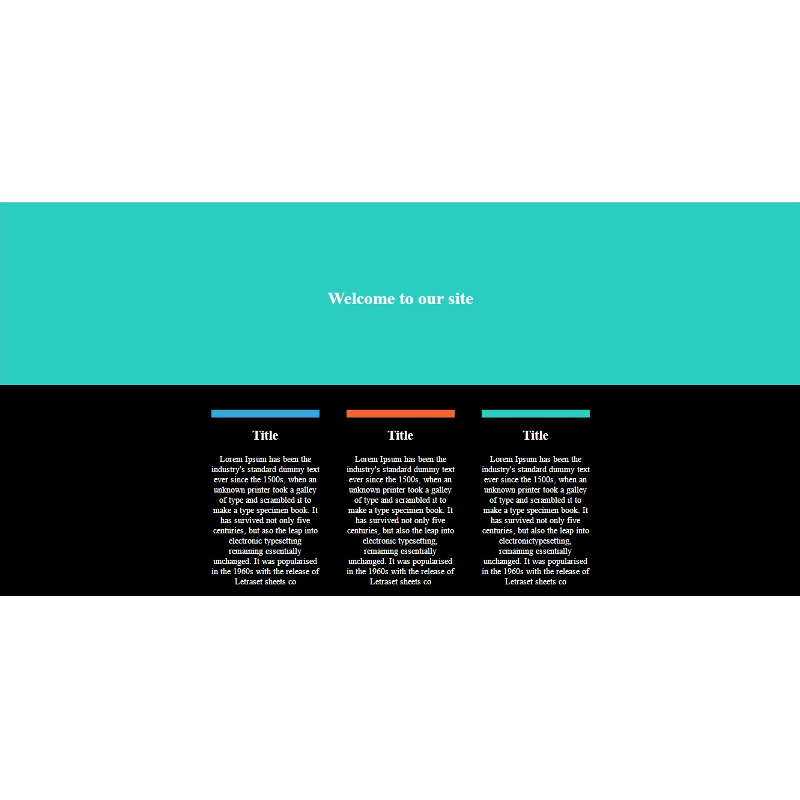 Welcome to our site
Title
Lorem Ipsum has been the
industry's standard dummy text
ever since the 1500s, when an
unknown printer took a galley
of type and scrambled it to
make a type specimen book. It
has survived not only five
centuries, but aso the leap into
electronic typesetting
remaining essentially
unchanged. It was popularised
in the 1960s with the release of
Letraset sheets co
Title
Lorem Ipsum has been the
industry's standard dummy text
ever since the 1500s, when an
unknown printer took a galley
of type and scrambled it to
make a type specimen book. It
has survived not only five
centuries, but aso the leap into
electronic typesetting,
remaining essentially
unchanged. It was popularised
in the 1960s with the release of
Letraset sheets co
Title
Lorem Ipsum has been the
industry's standard dummy text
ever since the 1500s, when an
unknown printer took a galley
of type and scrambled it to
make a type specimen book. It
has survived not only five
centuries, but aso the leap into
electronictypesetting,
remaining essentially
unchanged. It was popularised
in the 1960s with the release of
Letraset sheets co